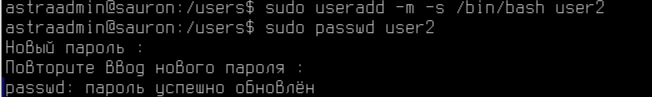 astraadmin@sauron:/users$ sudo useradd -m -s /bin/bash user2
astraadmin@sauron:/users$ sudo passwd user2
Новый пароль :
Повторите ввод нового пароля :
passwd: пароль успешно обновлён